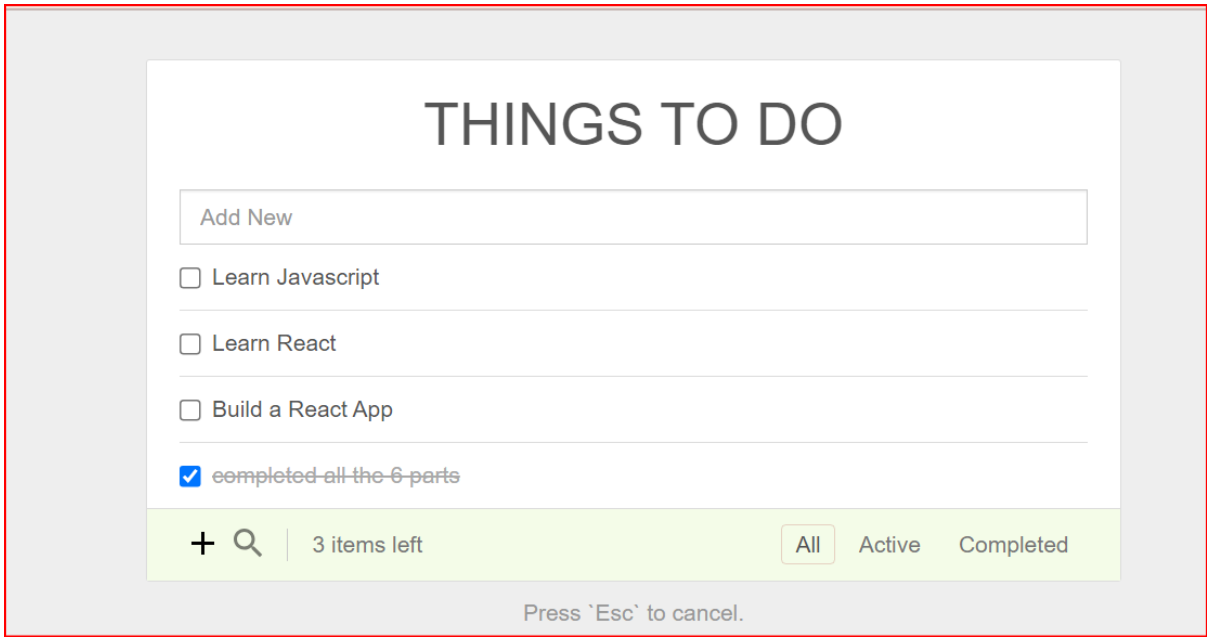 THINGS TO DO
Add New
Learn Javascript
Learn React
Build a React App
completed all the 6 parts
3 items left All Active Completed
Press `Esc` to cancel.